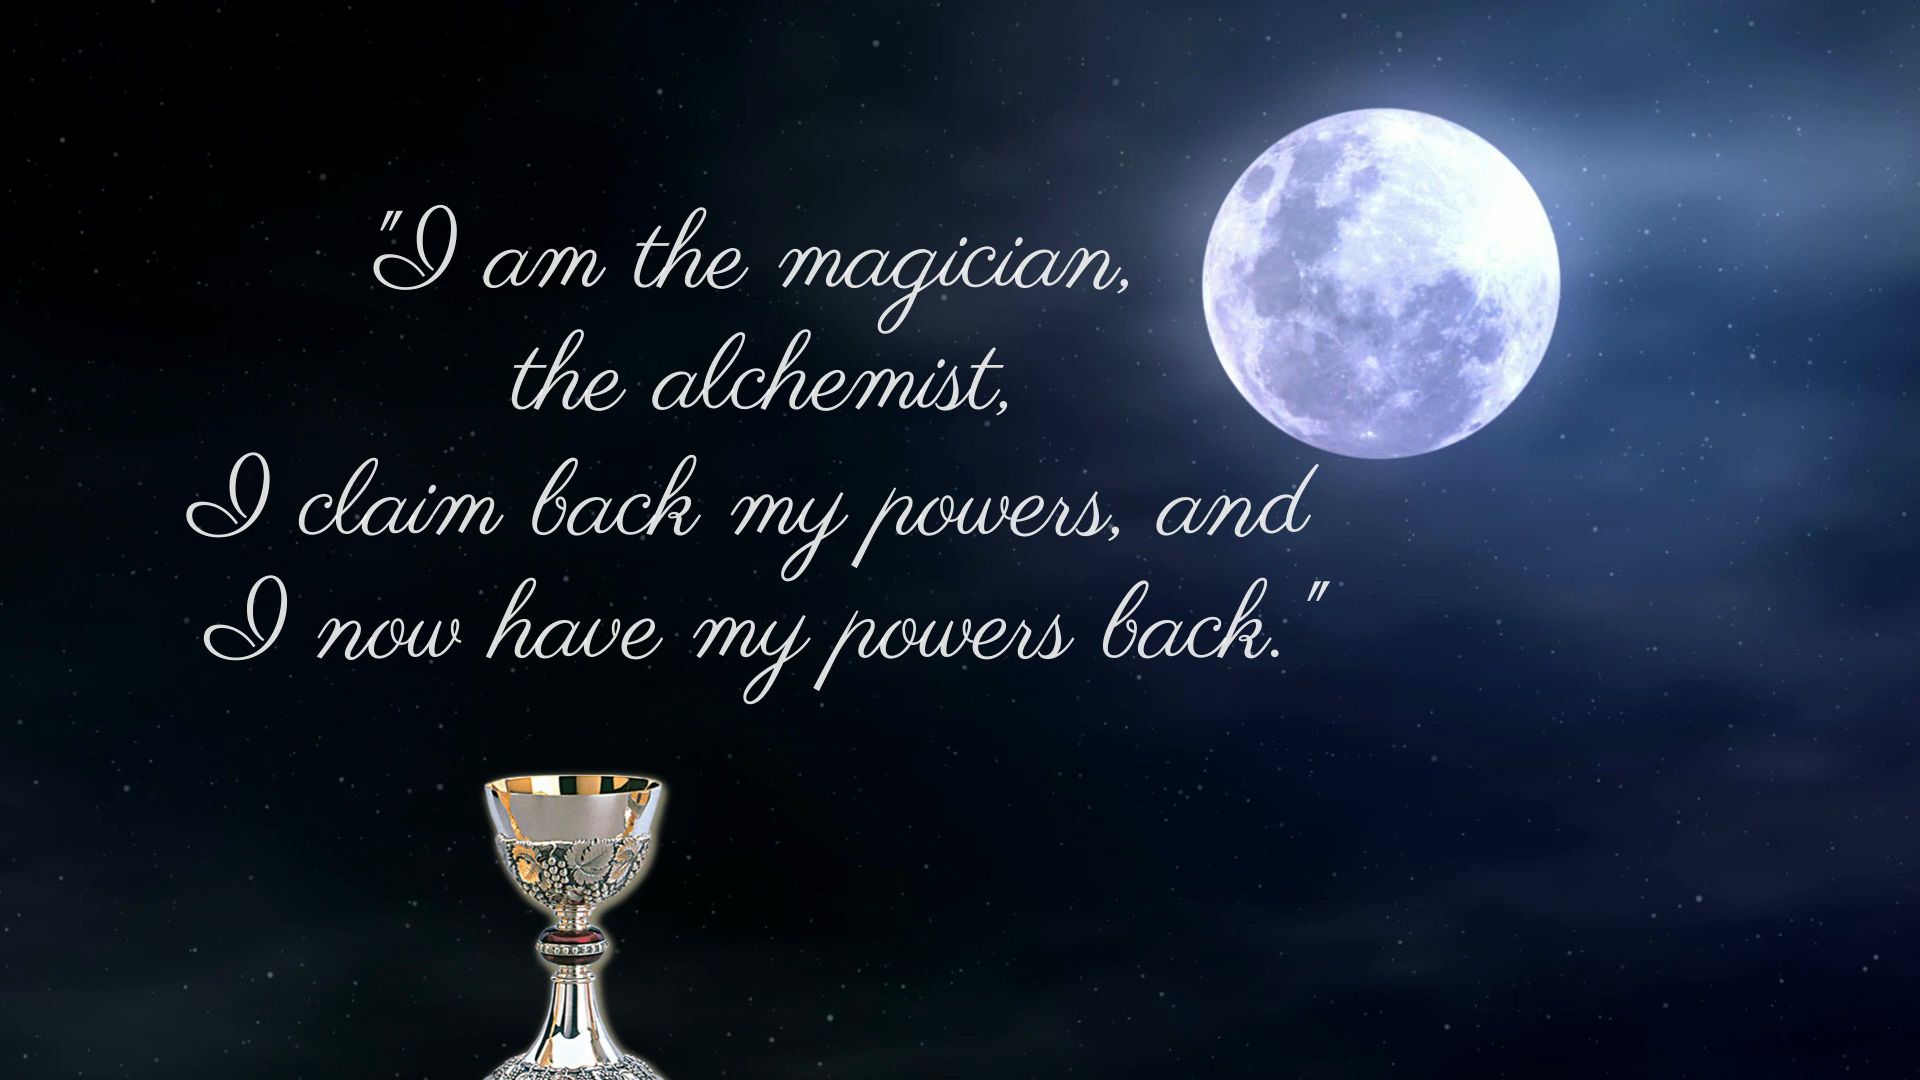 "I am the magician,
the alchemist,
I claim back my powers, and
I now have my powers back."